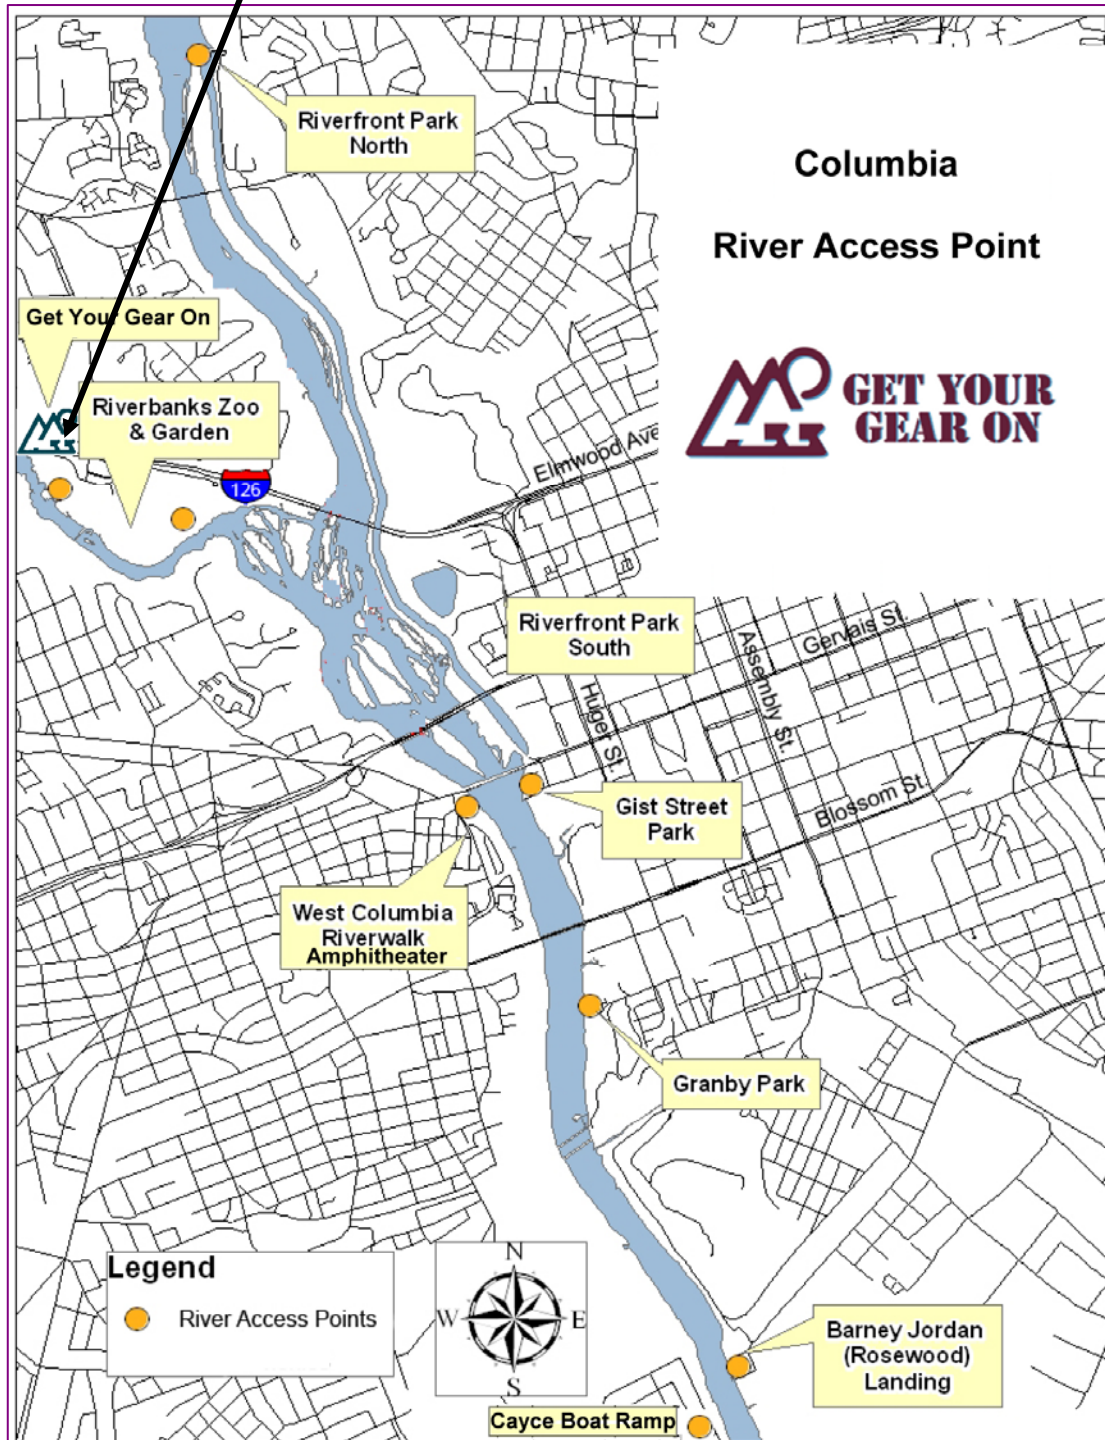 Riverfront Park
North
Columbia
River Access Point
Get Your Gear On
GET YOUR
GEAR ON
Riverbanks Zoo
& Garden
126
Elmwood Ave
Riverfront Park
South
Gervais St.
Assembly St.
Huger St.
Blossom St.
Gist Street
Park
West Columbia
Riverwalk
Amphitheater
Granby Park
Legend
River Access Points
N
W
E
S
Barney Jordan
(Rosewood)
Landing
Cayce Boat Ramp